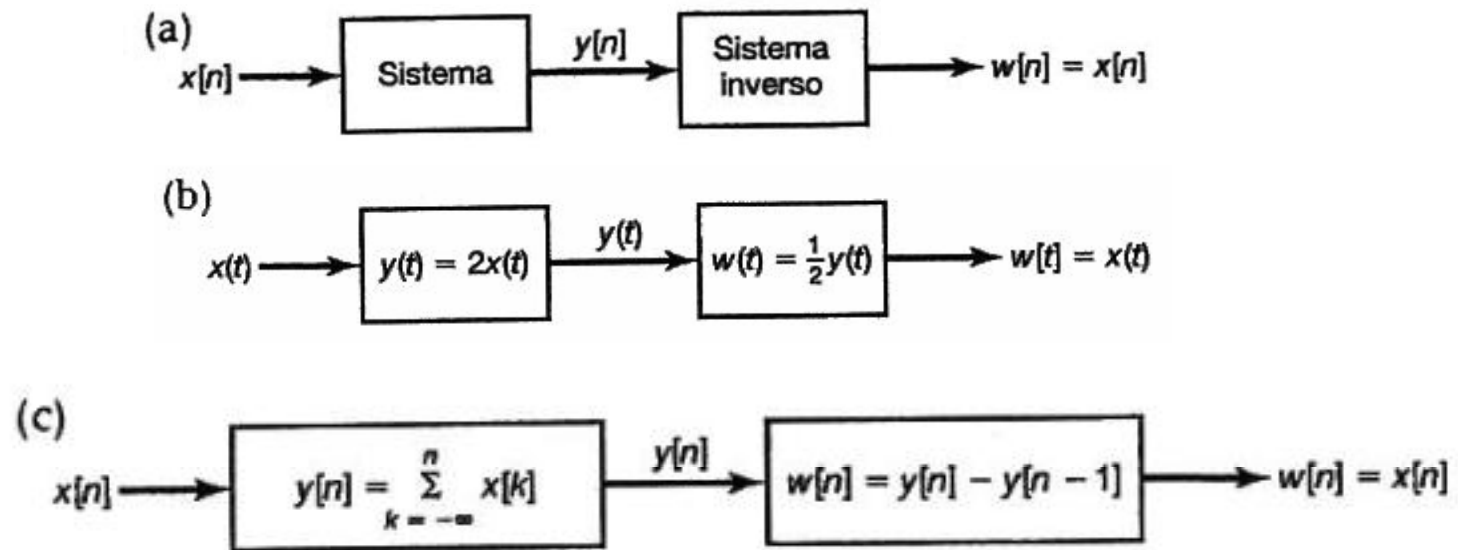 (a)
x[n] Sistema y[n] Sistema inverso w[n] = x[n]
(b)
x(t) y(t) = 2x(t) y(t) w(t) = 1/2 y(t) w[t] = x(t)
(c)
x[n] y[n] = Σ_{k = -∞}^{n} x[k] y[n] w[n] = y[n] − y[n − 1] w[n] = x[n]